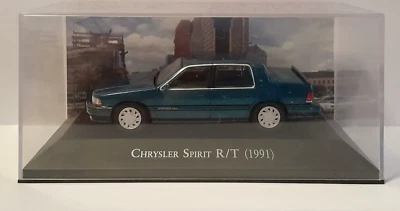 CHRYSLER SPIRIT R/T (1991)